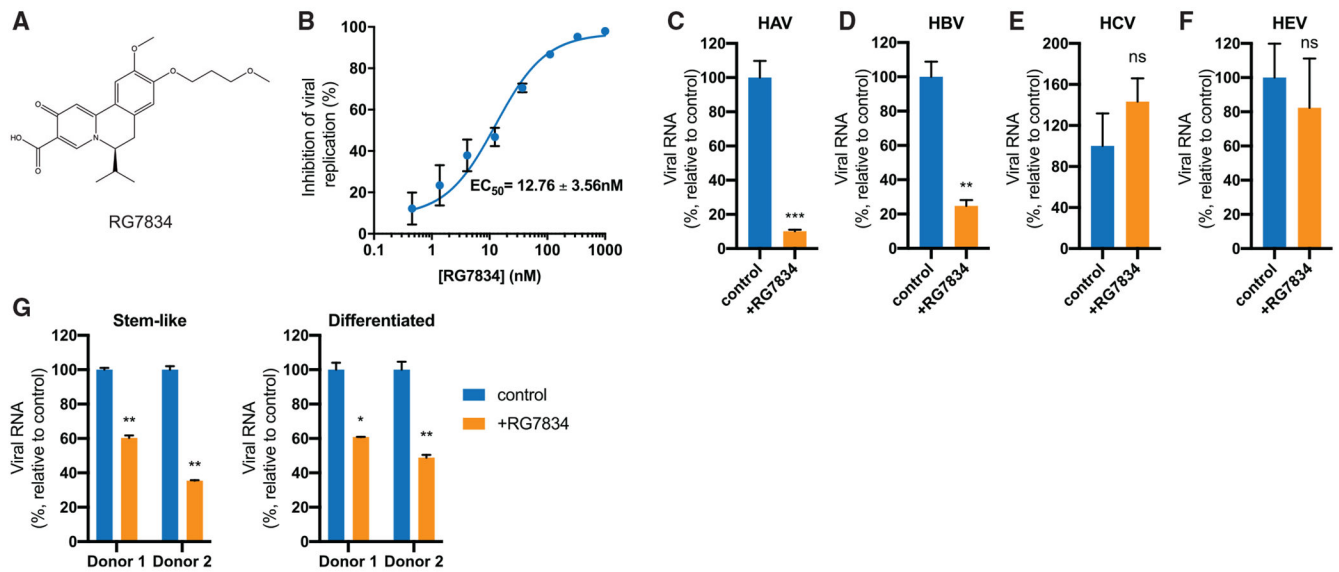 A
O
O
O
O
HO
O
N
RG7834
B
Inhibition of viral
replication (%)
100
80
60
40
20
0
EC50= 12.76 ± 3.56nM
0.1 1 10 100 1000
[RG7834] (nM)
C
HAV
Viral RNA
(%, relative to control)
120
100
80
60
40
20
0
***
control
+RG7834
D
HBV
Viral RNA
(%, relative to control)
120
100
80
60
40
20
0
**
control
+RG7834
E
HCV
Viral RNA
(%, relative to control)
200
160
120
80
40
0
ns
control
+RG7834
F
HEV
Viral RNA
(%, relative to control)
120
100
80
60
40
20
0
ns
control
+RG7834
G
Stem-like
Viral RNA
(%, relative to control)
120
100
80
60
40
20
0
**
**
Donor 1 Donor 2
Differentiated
Viral RNA
(%, relative to control)
120
100
80
60
40
20
0
*
**
Donor 1 Donor 2
control
+RG7834